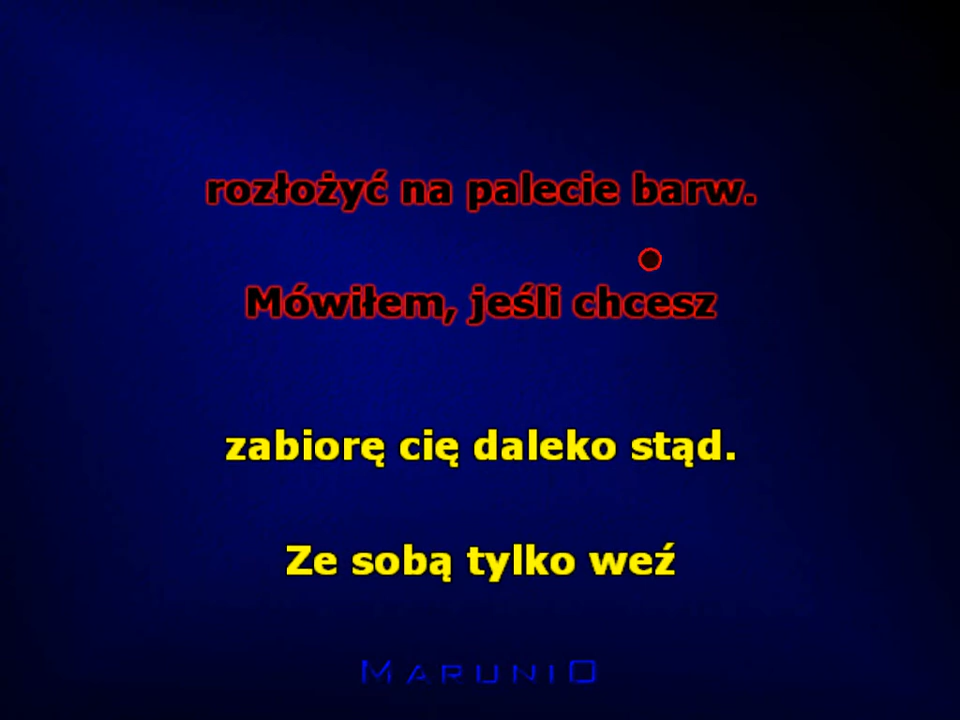 rozłożyć na palecie barw.
Mówiłem, jeśli chcesz
zabiorę cię daleko stąd.
Ze sobą tylko weź
MARUNIO